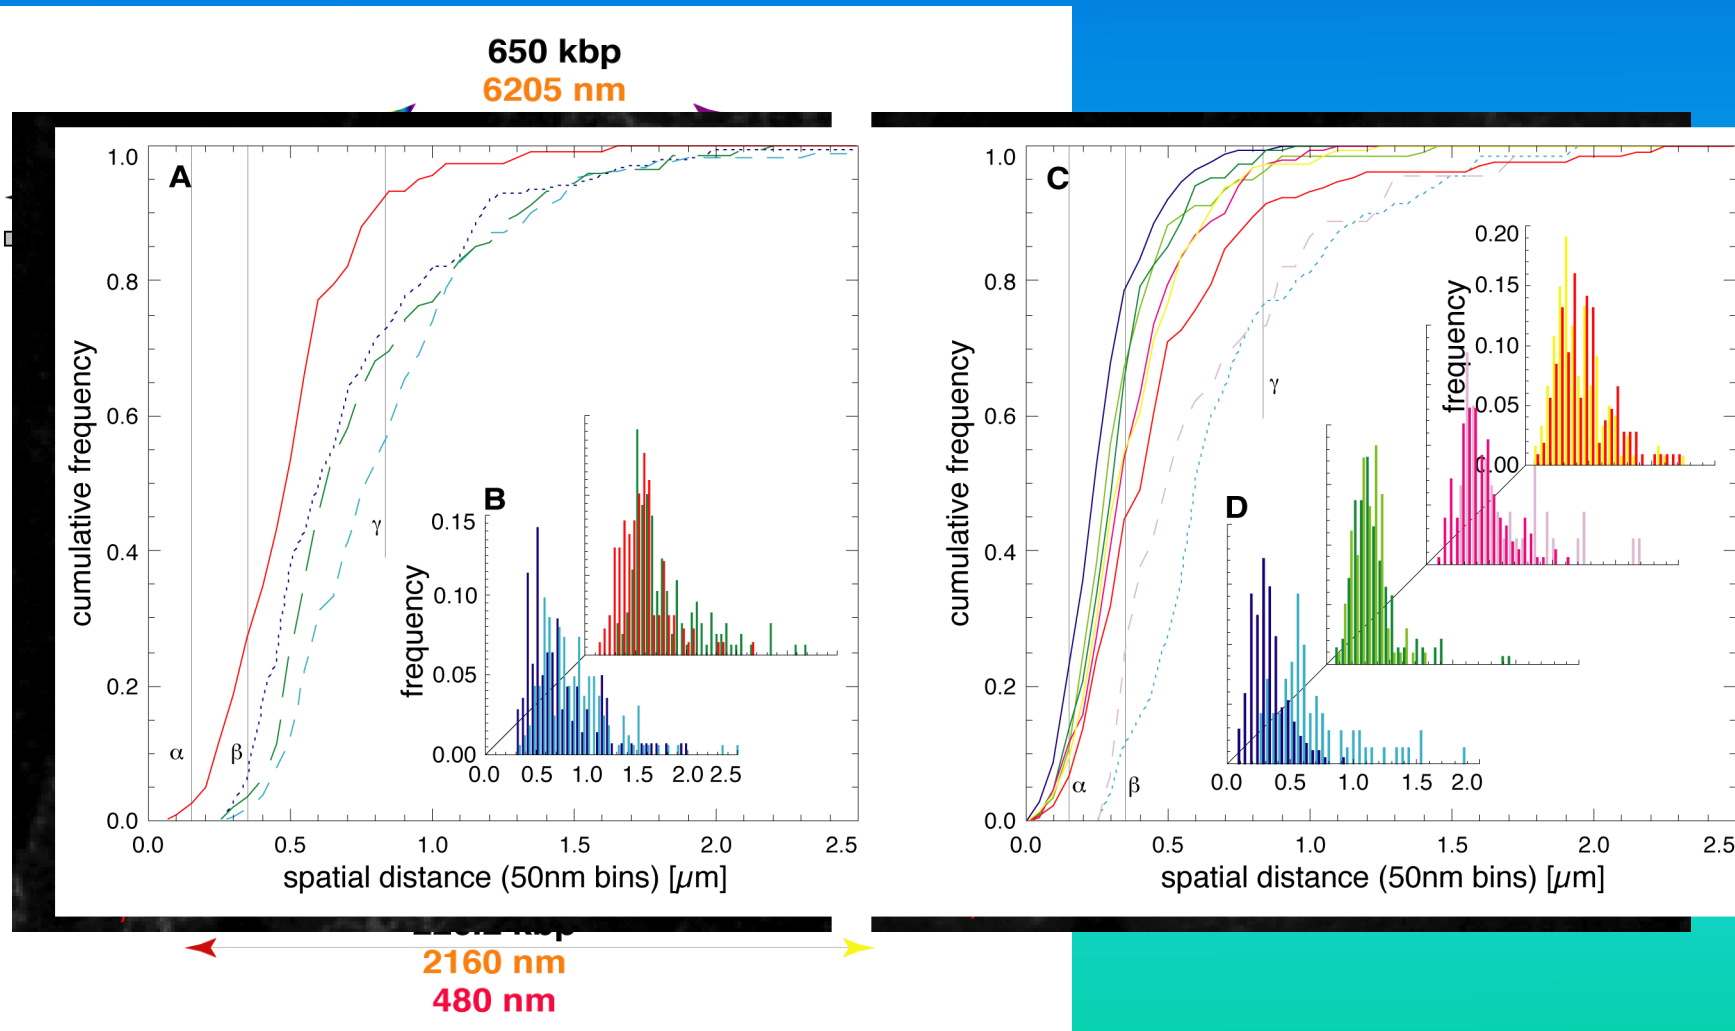 650 kbp
6205 nm
A
1.0
0.8
0.6
0.4
0.2
0.0
cumulative frequency
α
β
γ
0.0 0.5 1.0 1.5 2.0 2.5
spatial distance (50nm bins) [µm]
B
0.15
0.10
0.05
0.00
frequency
0.0 0.5 1.0 1.5 2.0 2.5
C
1.0
0.8
0.6
0.4
0.2
0.0
cumulative frequency
α
β
γ
0.0 0.5 1.0 1.5 2.0 2.5
spatial distance (50nm bins) [µm]
D
0.20
0.15
0.10
0.05
0.00
frequency
0.0 0.5 1.0 1.5 2.0
kbp
2160 nm
480 nm